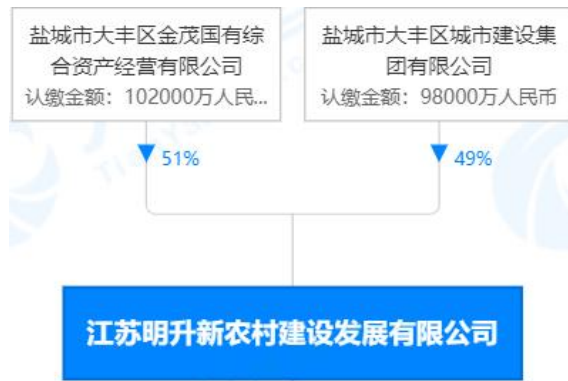 盐城市大丰区金茂国有综
合资产经营有限公司
认缴金额：102000万人民...
盐城市大丰区城市建设集
团有限公司
认缴金额：98000万人民币
51%
49%
江苏明升新农村建设发展有限公司